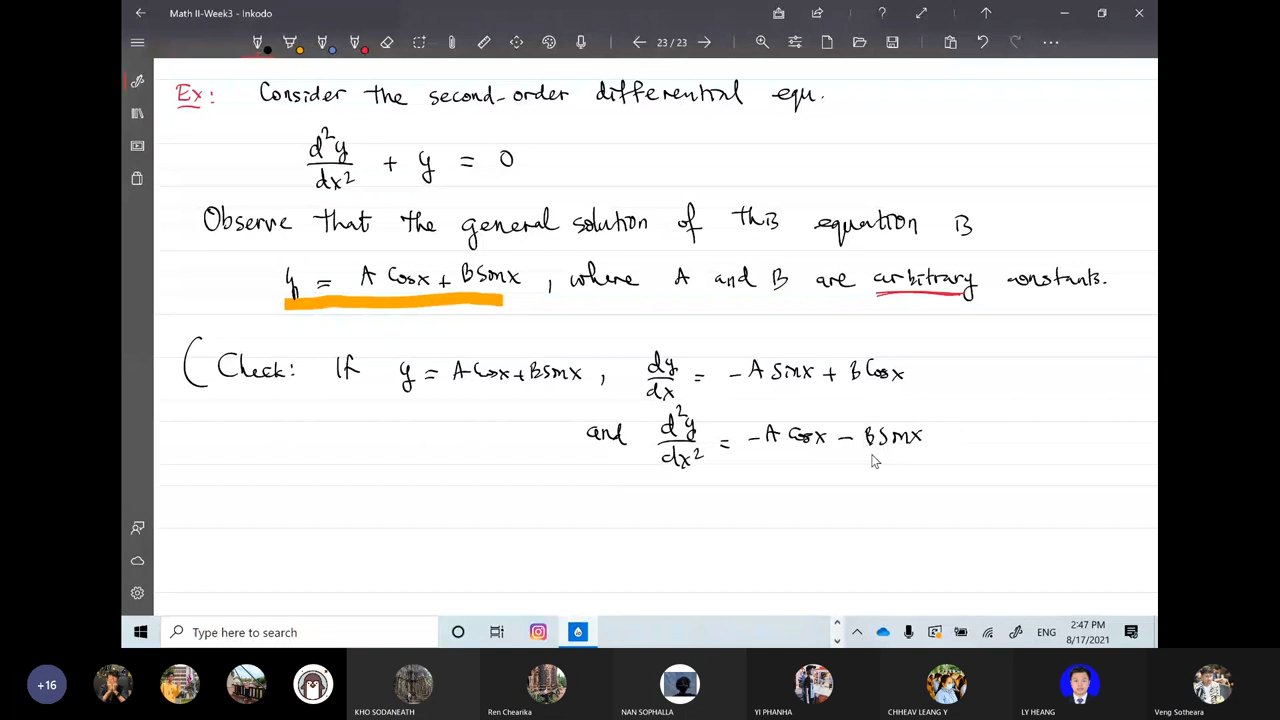 Math II-Week3 - Inkodo
23 / 23
Ex: Consider the second-order differential equ.
d²y/dx² + y = 0
Observe that the general solution of this equation is
y = A cosx + B sinx , where A and B are arbitrary constants.
(Check: If y = A cosx + B sinx , dy/dx = -A sinx + B cosx
and d²y/dx² = -A cosx - B sinx
Type here to search
ENG
2:47 PM
8/17/2021
+16
KHO SODANEATH
Ren Chearika
NAN SOPHALLA
YI PHANHA
CHHEAV LEANG Y
LY HEANG
Veng Sotheara